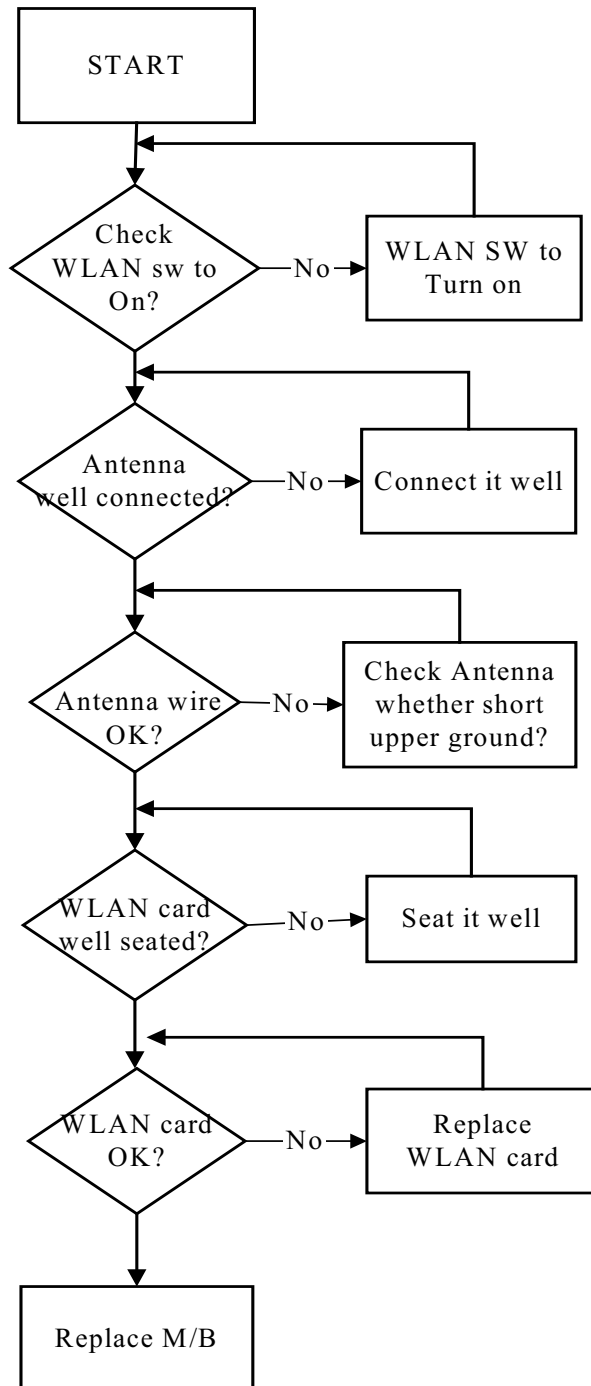 START
Check
WLAN sw to
On?
No
WLAN SW to
Turn on
Antenna
well connected?
No
Connect it well
Antenna wire
OK?
No
Check Antenna
whether short
upper ground?
WLAN card
well seated?
No
Seat it well
WLAN card
OK?
No
Replace
WLAN card
Replace M/B